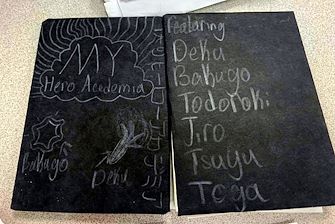 MY
Hero Academia
Bakugo
Deku
Featuring
Deku
Bakugo
Todoroki
Jiro
Tsuyu
Toga